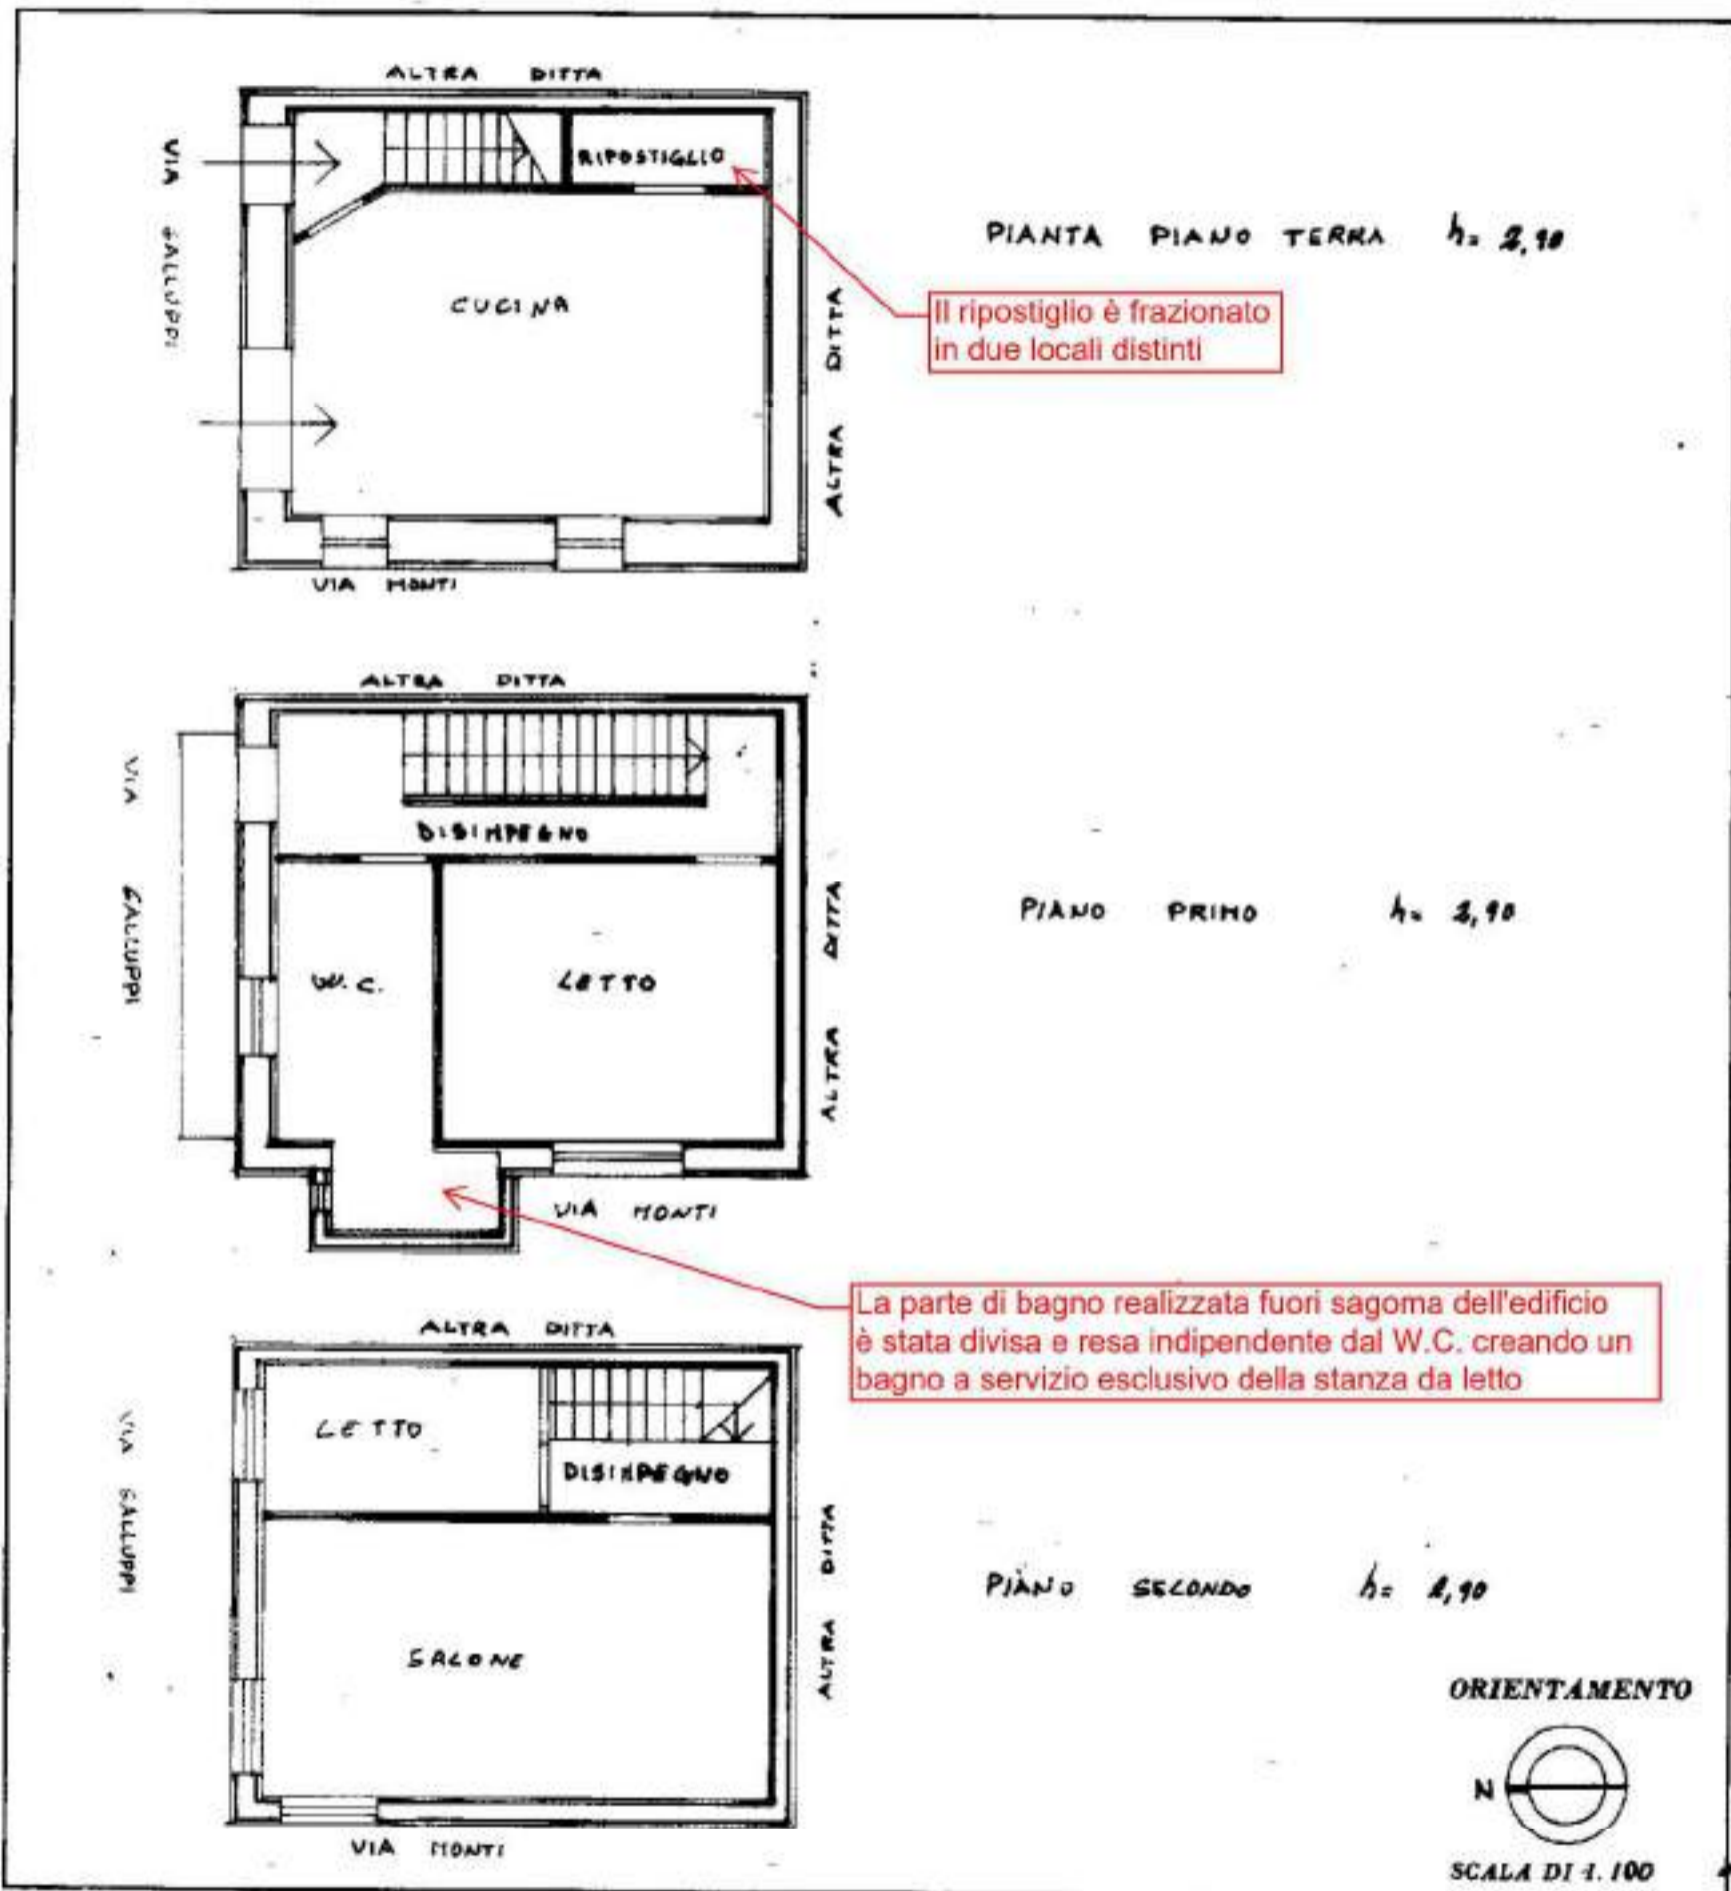 ALTRA DITTA
VIA GALLUPPI
RIPOSTIGLIO
PIANTA PIANO TERRA h= 2,90
CUCINA
Il ripostiglio è frazionato
in due locali distinti
ALTRA DITTA
VIA MONTI
ALTRA DITTA
VIA GALLUPPI
DISIMPEGNO
PIANO PRIMO h= 2,90
W.C.
LETTO
ALTRA DITTA
VIA MONTI
La parte di bagno realizzata fuori sagoma dell'edificio
è stata divisa e resa indipendente dal W.C. creando un
bagno a servizio esclusivo della stanza da letto
ALTRA DITTA
VIA GALLUPPI
LETTO
DISIMPEGNO
ALTRA DITTA
PIANO SECONDO h= 2,90
SALONE
VIA MONTI
ORIENTAMENTO
N
SCALA DI 1.100